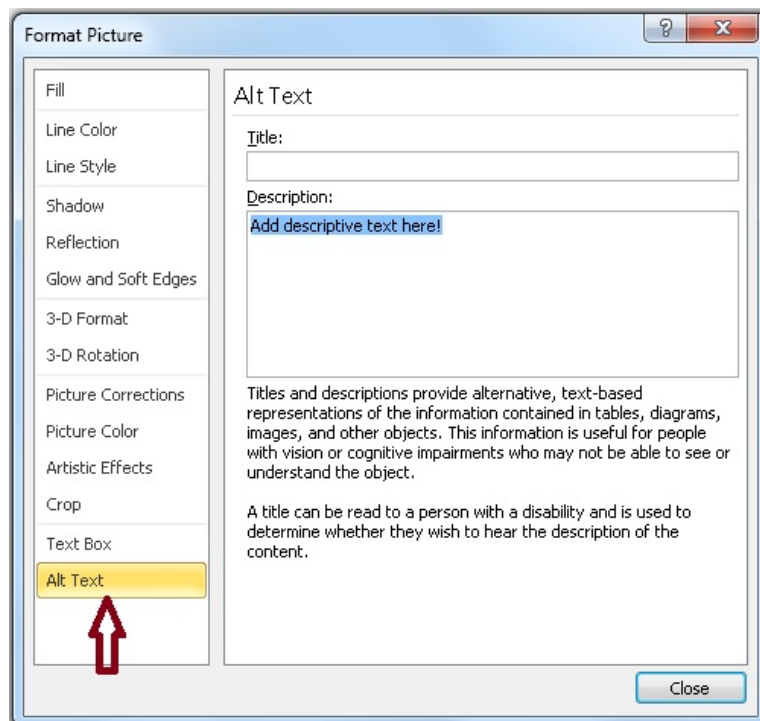 Format Picture
Fill
Line Color
Line Style
Shadow
Reflection
Glow and Soft Edges
3-D Format
3-D Rotation
Picture Corrections
Picture Color
Artistic Effects
Crop
Text Box
Alt Text
Alt Text
Title:
Description:
Add descriptive text here!
Titles and descriptions provide alternative, text-based
representations of the information contained in tables, diagrams,
images, and other objects. This information is useful for people
with vision or cognitive impairments who may not be able to see or
understand the object.
A title can be read to a person with a disability and is used to
determine whether they wish to hear the description of the
content.
Close